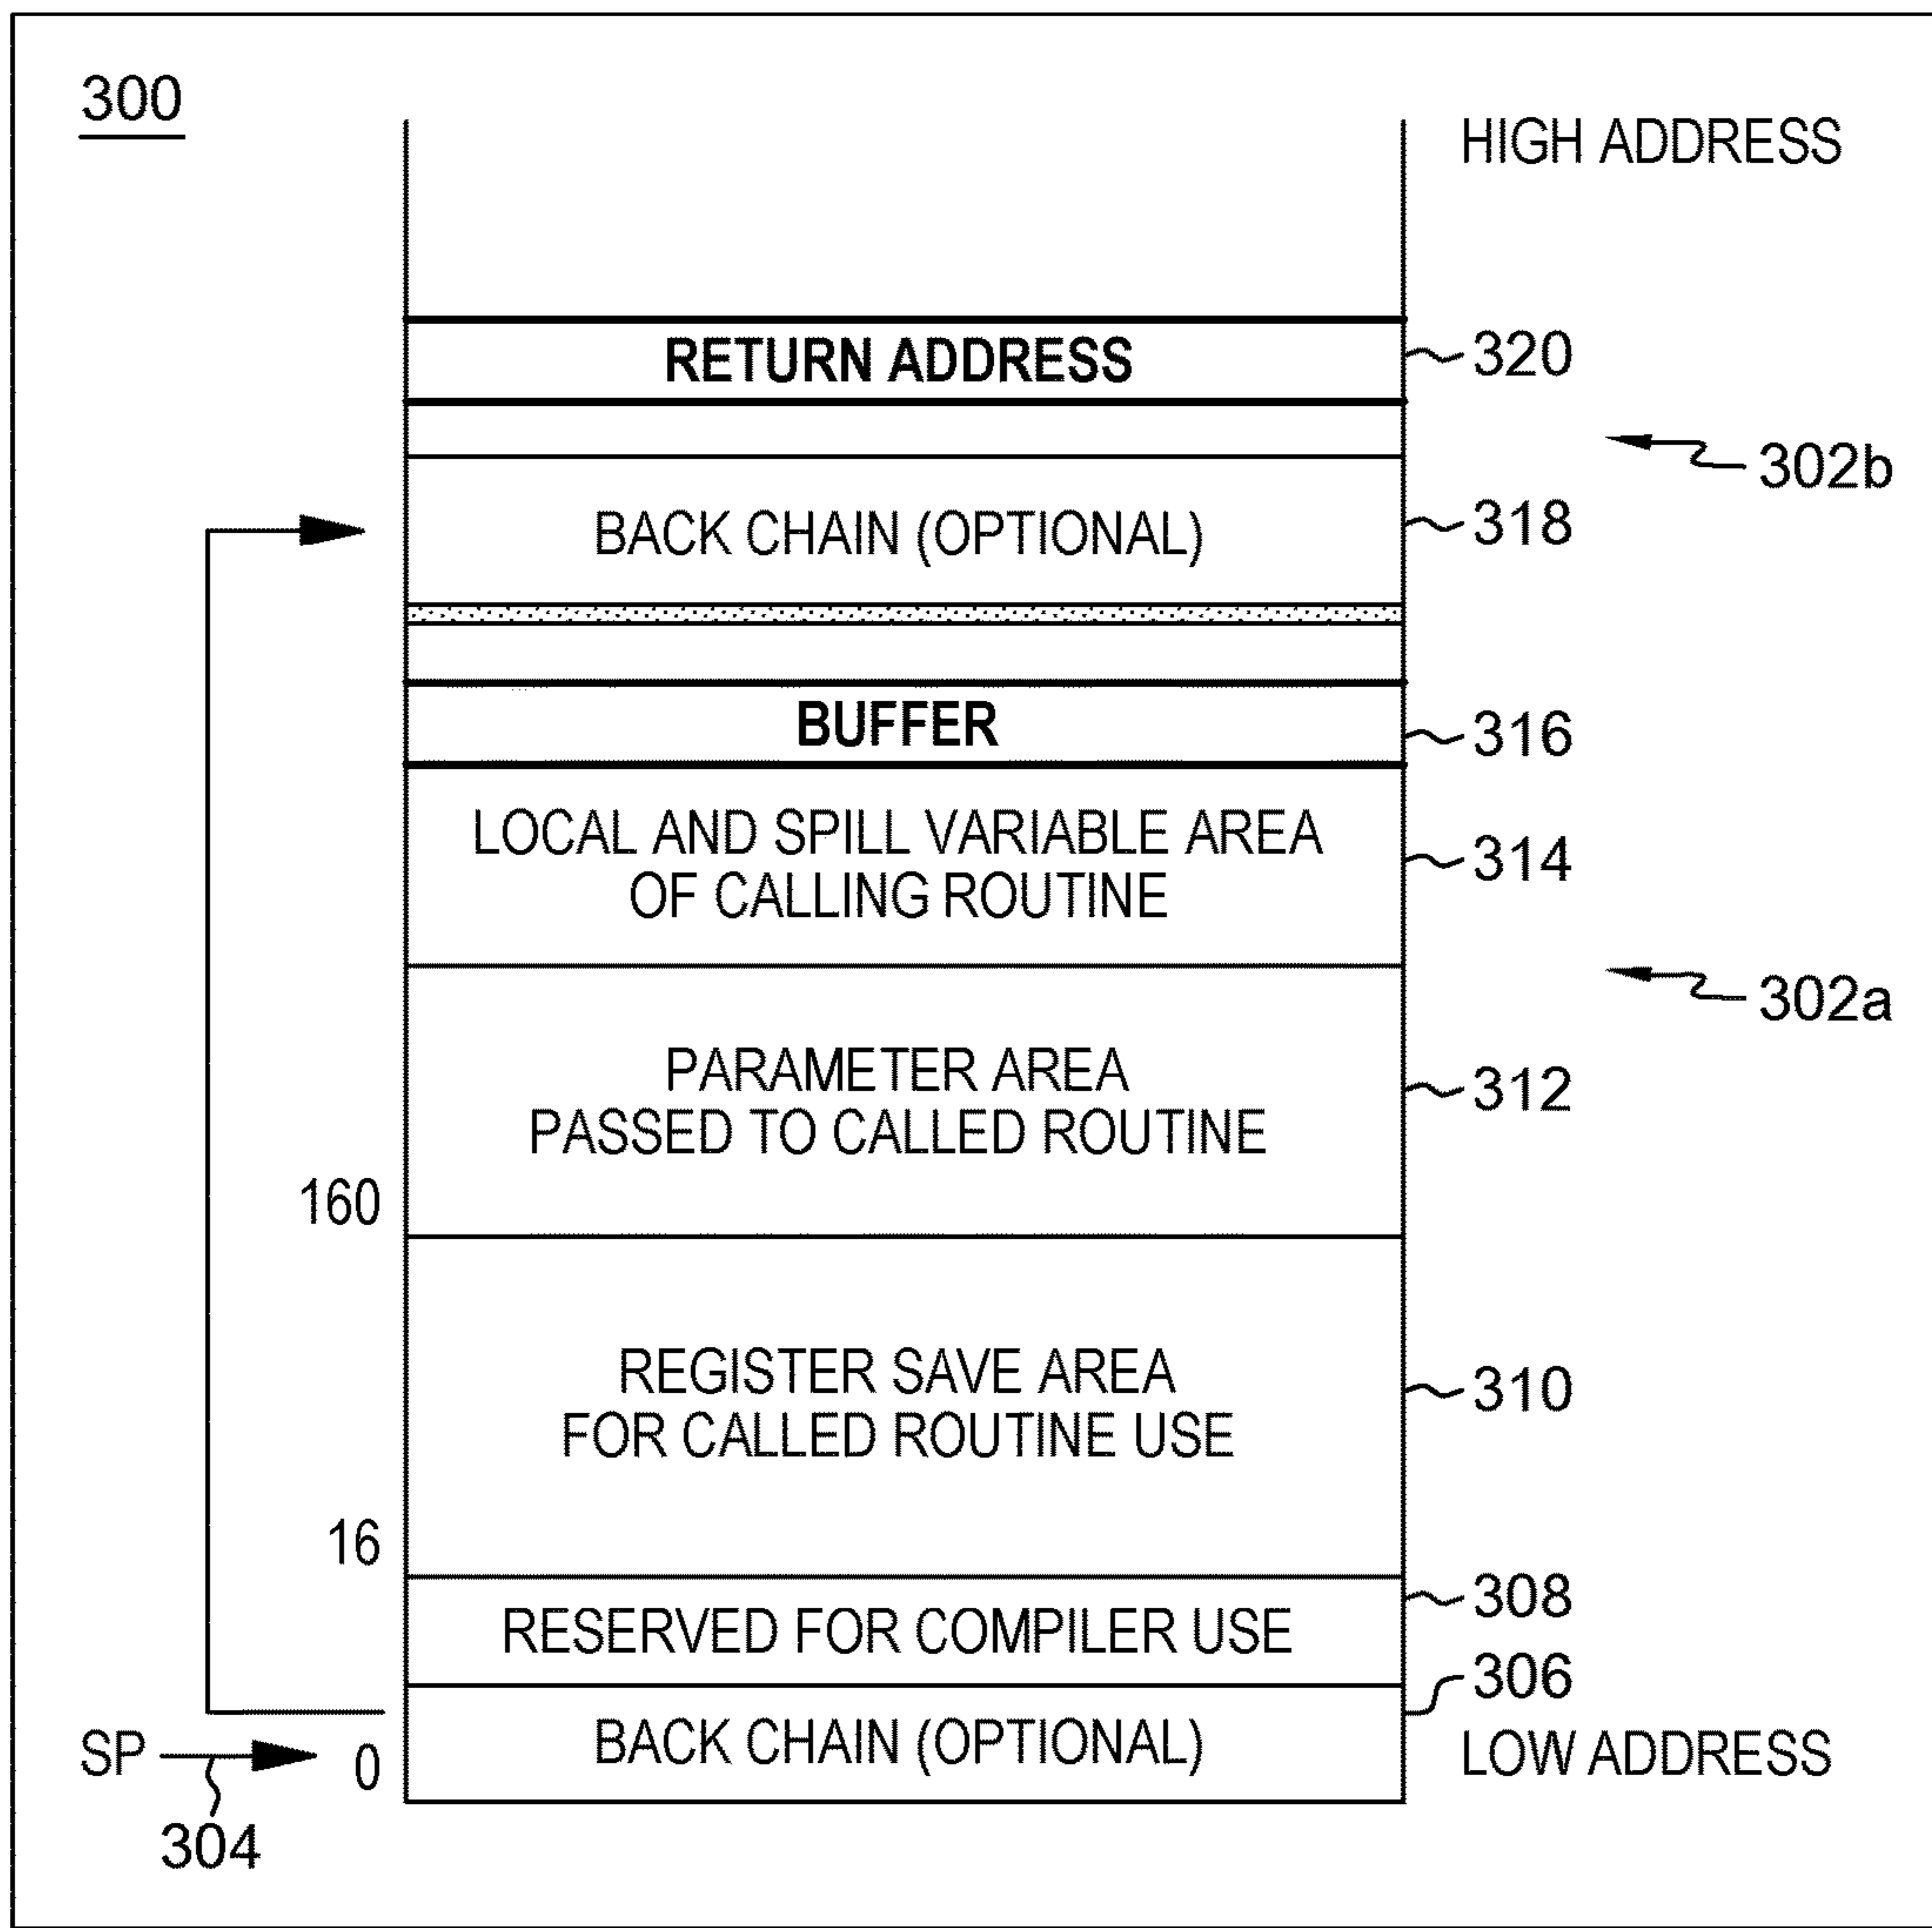 300
HIGH ADDRESS
RETURN ADDRESS
320
302b
BACK CHAIN (OPTIONAL)
318
BUFFER
316
LOCAL AND SPILL VARIABLE AREA
OF CALLING ROUTINE
314
302a
PARAMETER AREA
PASSED TO CALLED ROUTINE
312
160
REGISTER SAVE AREA
FOR CALLED ROUTINE USE
310
16
RESERVED FOR COMPILER USE
308
306
BACK CHAIN (OPTIONAL)
SP
0
LOW ADDRESS
304